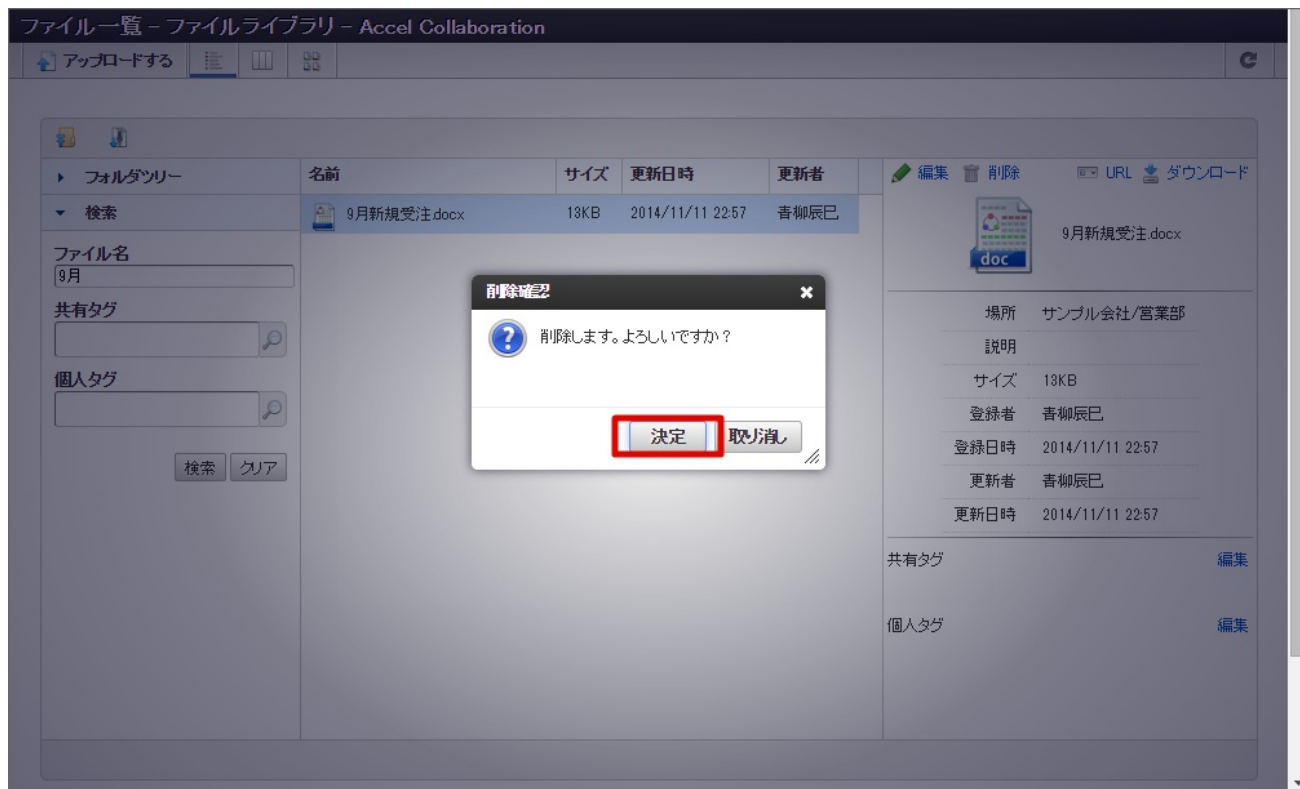 ファイル一覧 – ファイルライブラリ – Accel Collaboration
アップロードする
フォルダツリー
検索
ファイル名
9月
共有タグ
個人タグ
検索 クリア
名前 サイズ 更新日時 更新者
9月新規受注.docx 13KB 2014/11/11 22:57 青柳辰巳
削除確認
削除します。よろしいですか？
決定 取り消し
編集 削除 URL ダウンロード
doc
9月新規受注.docx
場所 サンプル会社/営業部
説明
サイズ 13KB
登録者 青柳辰巳
登録日時 2014/11/11 22:57
更新者 青柳辰巳
更新日時 2014/11/11 22:57
共有タグ 編集
個人タグ 編集